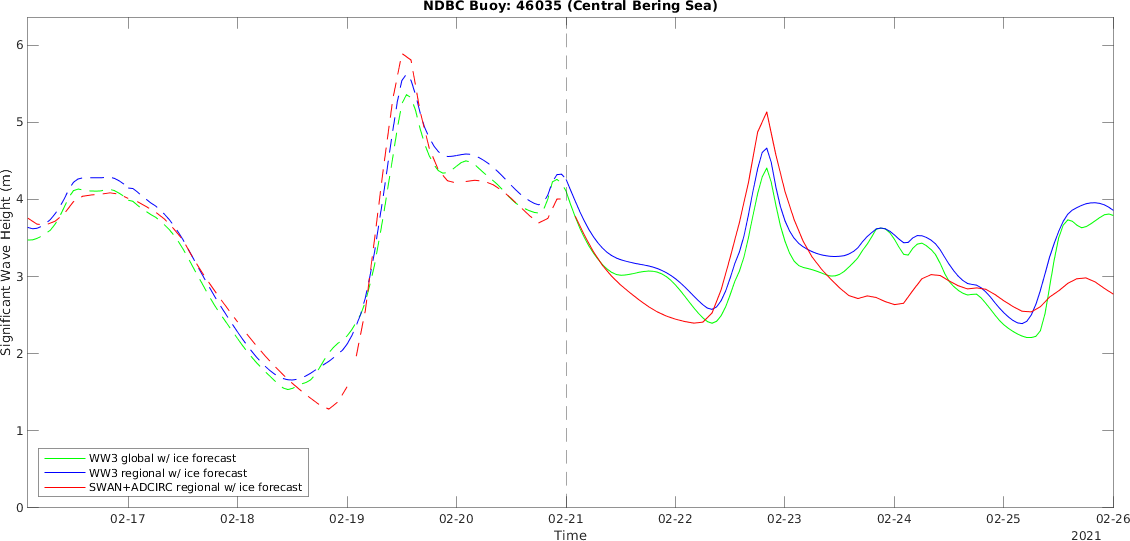 NDBC Buoy: 46035 (Central Bering Sea)
6
5
4
3
2
1
0
Significant Wave Height (m)
WW3 global w/ ice forecast
WW3 regional w/ ice forecast
SWAN+ADCIRC regional w/ ice forecast
02-17 02-18 02-19 02-20 02-21 02-22 02-23 02-24 02-25 02-26
Time
2021